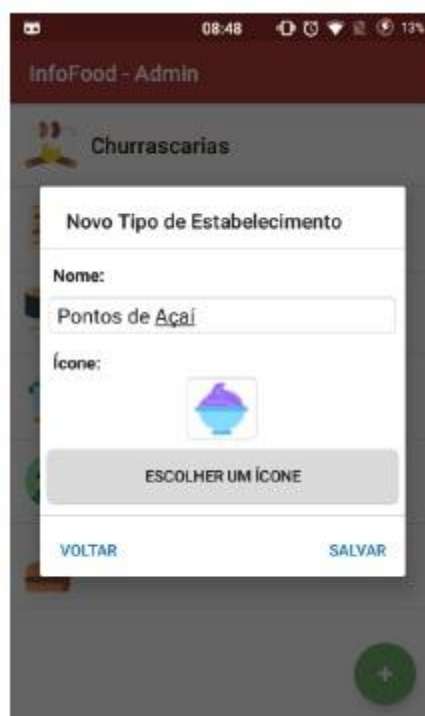 08:48
13%
InfoFood - Admin
Churrascarias
Novo Tipo de Estabelecimento
Nome:
Pontos de Açaí
Ícone:
ESCOLHER UM ÍCONE
VOLTAR
SALVAR
+